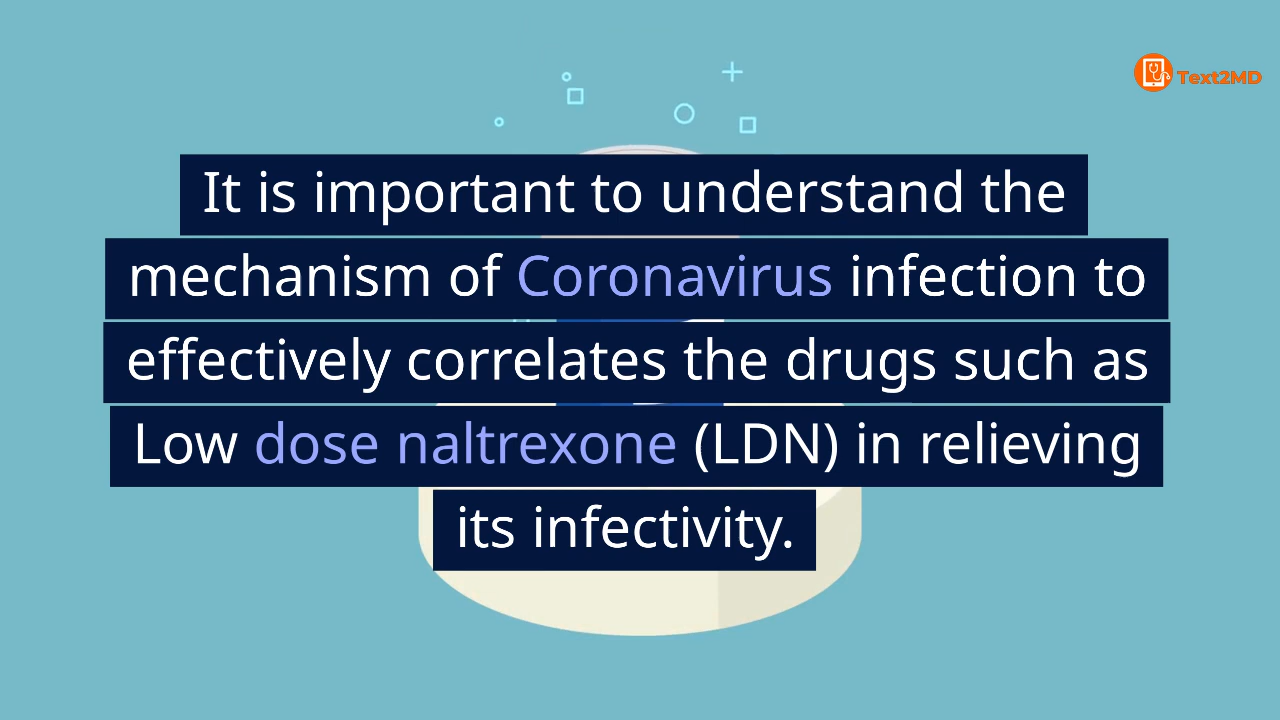 Text2MD
It is important to understand the
mechanism of Coronavirus infection to
effectively correlates the drugs such as
Low dose naltrexone (LDN) in relieving
its infectivity.